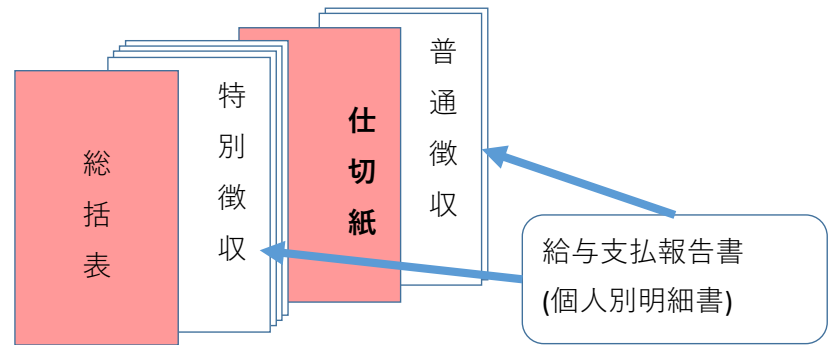 総括表
特別徴収
仕切紙
普通徴収
給与支払報告書
(個人別明細書)